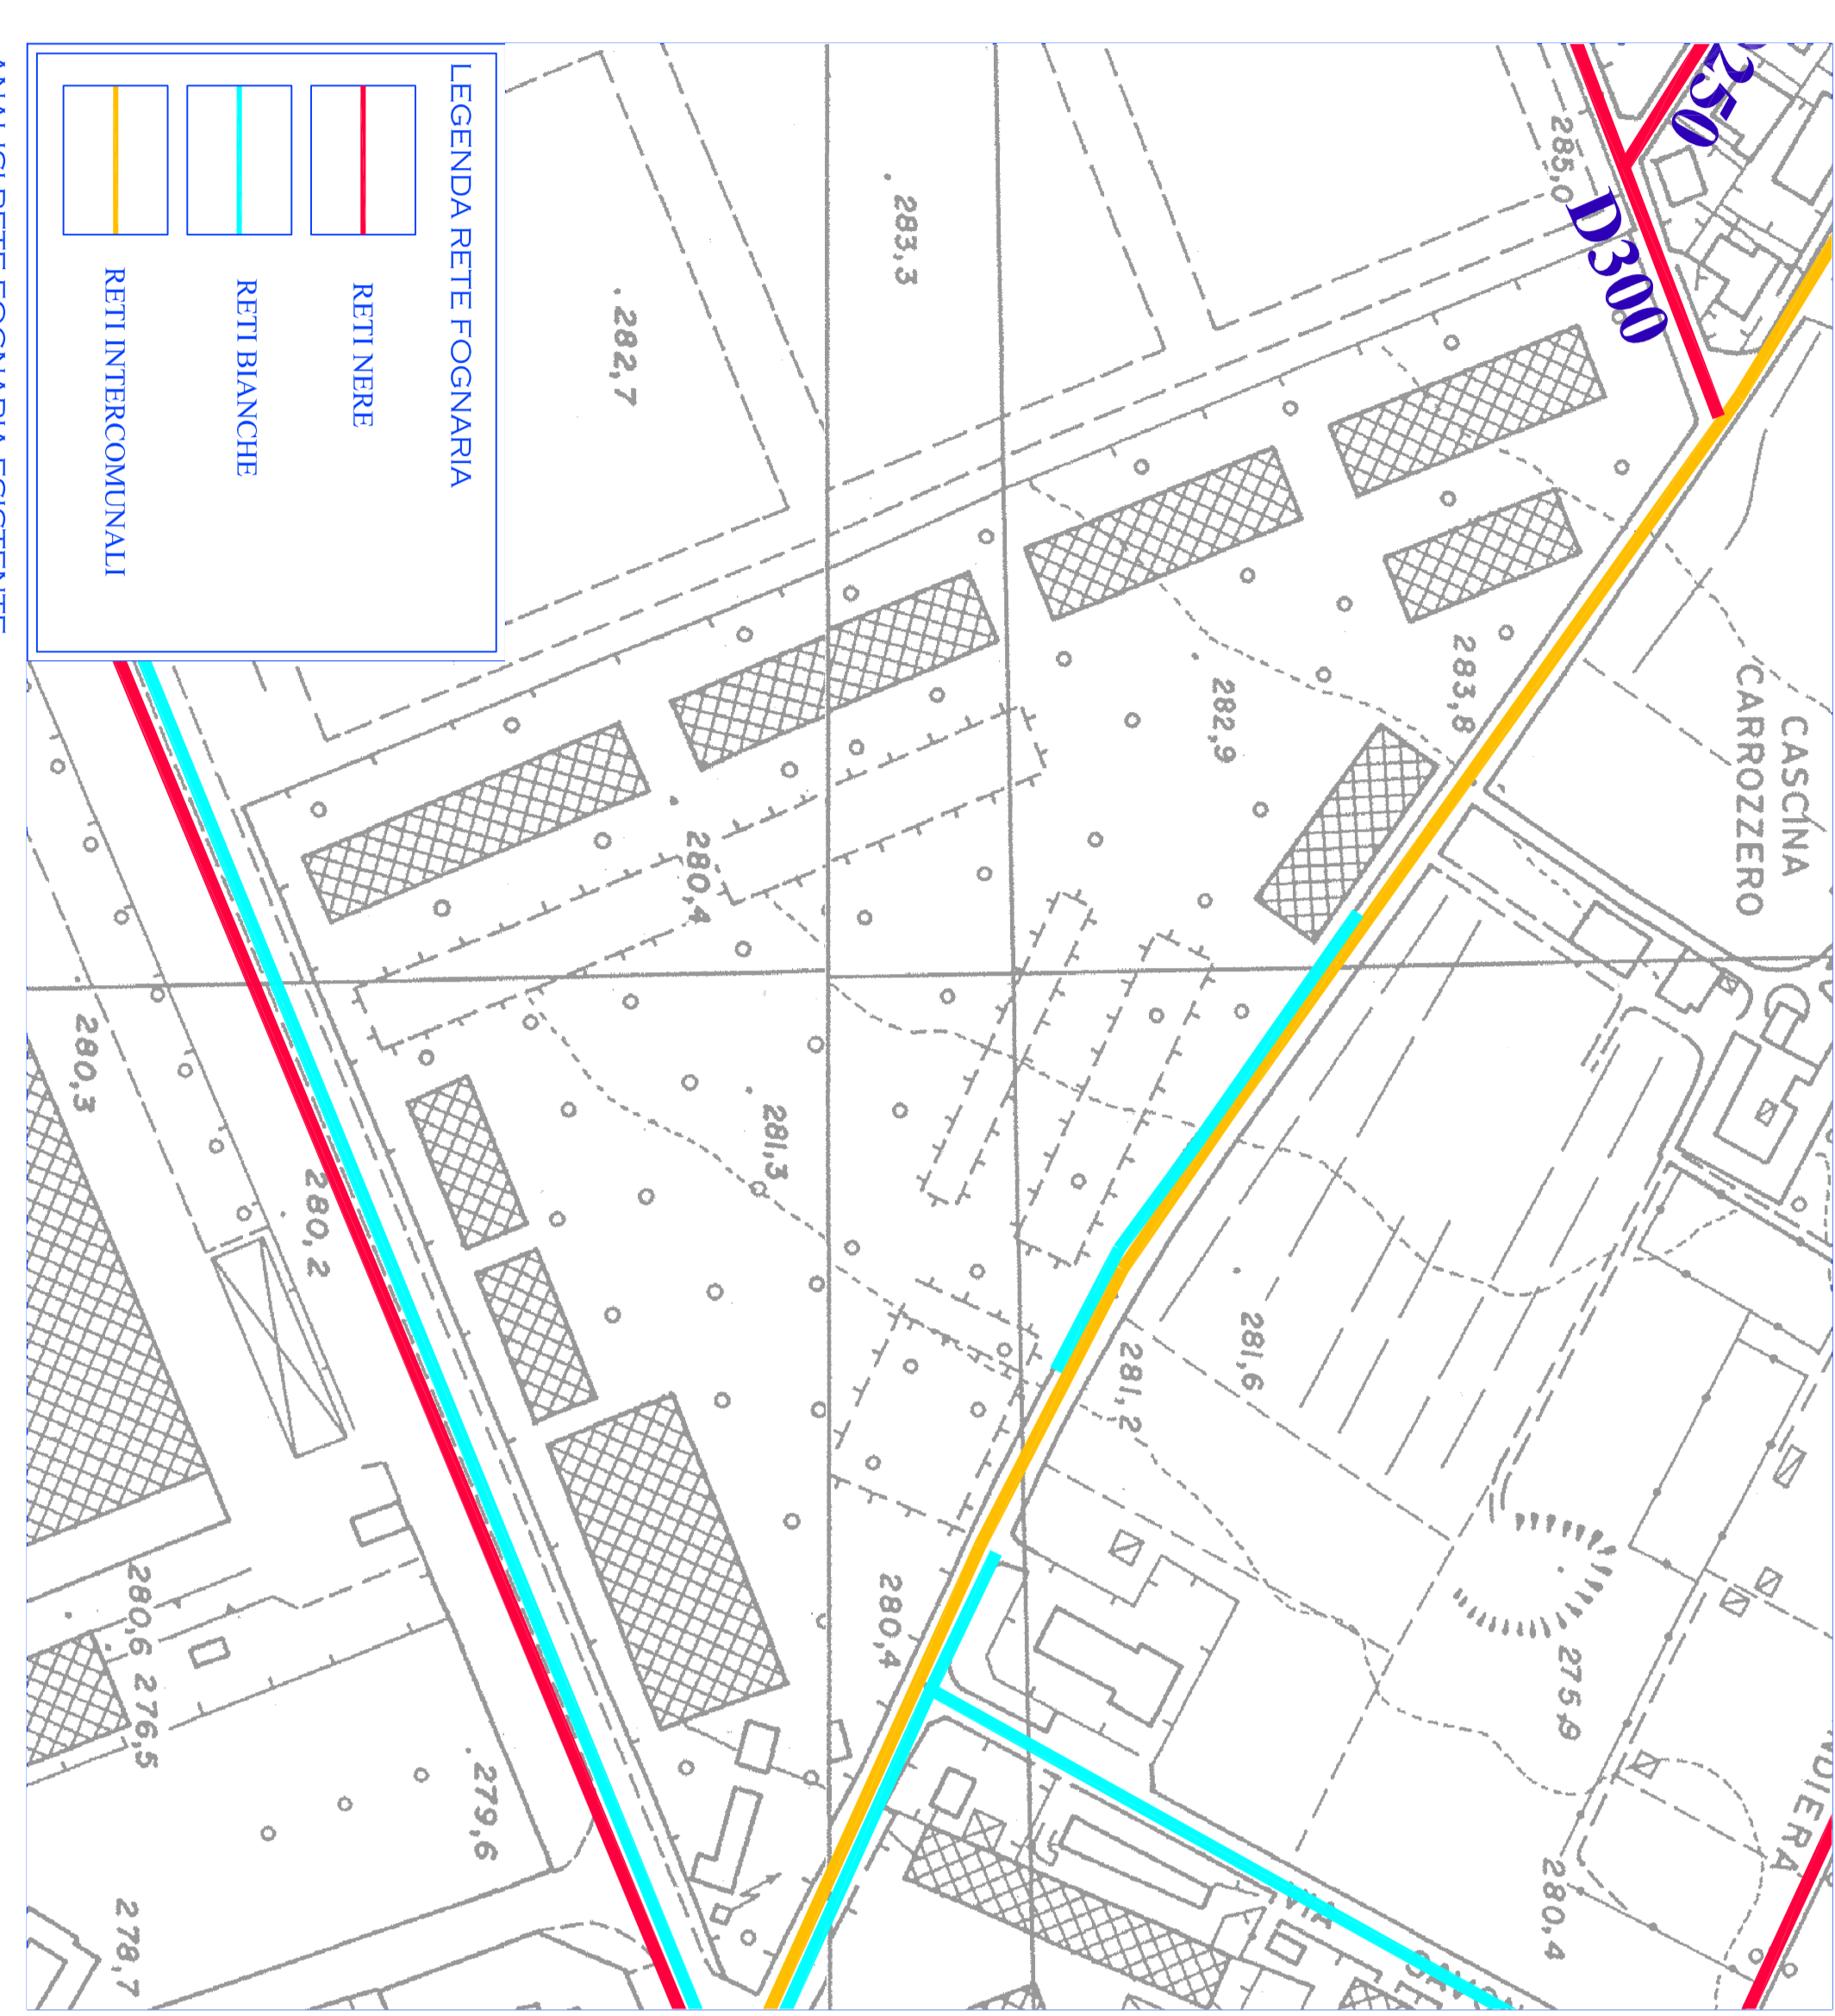 LEGENDA RETE FOGNARIA
RETI NERE
RETI BIANCHE
RETI INTERCOMUNALI
250
D300
285,0
283,3
282,7
283,8
282,9
CASCINA
CARROZZERO
280,4
280,3
281,3
280,2
281,6
281,2
280,4
275,9
280,6
276,5
279,6
280,4
278,7
VIA